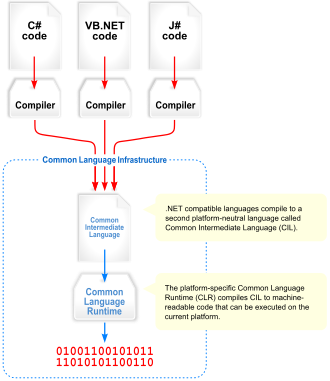 C# code
VB.NET code
J# code
Compiler
Compiler
Compiler
Common Language Infrastructure
Common
Intermediate
Language
.NET compatible languages compile to a
second platform-neutral language called
Common Intermediate Language (CIL).
Common
Language
Runtime
The platform-specific Common Language
Runtime (CLR) compiles CIL to machine-
readable code that can be executed on the
current platform.
01001100101011
11010101100110